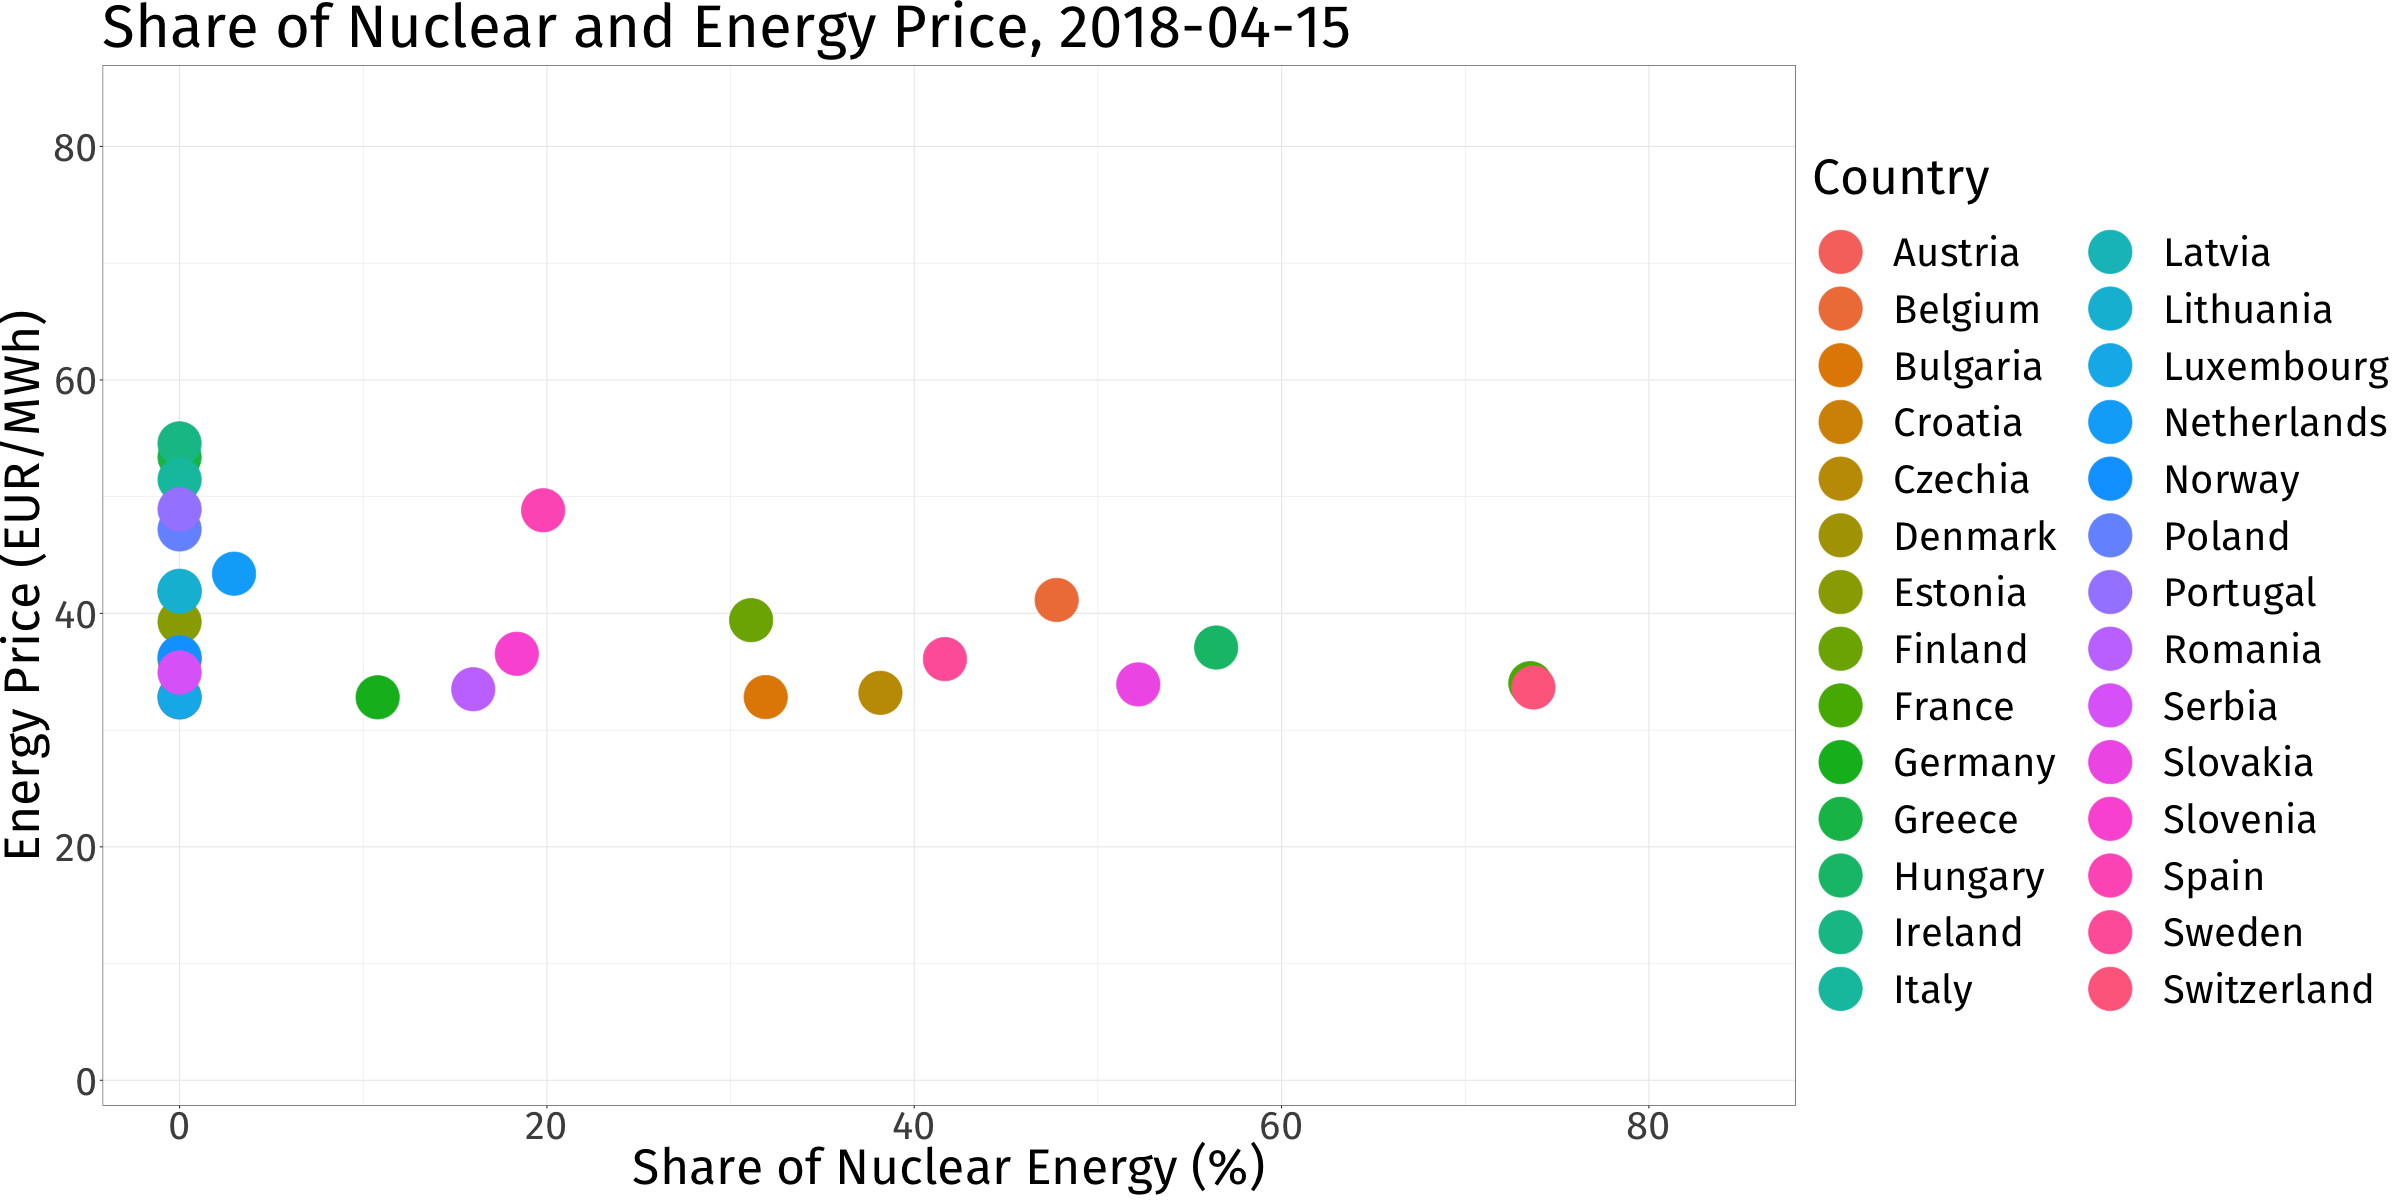 Share of Nuclear and Energy Price, 2018-04-15
Energy Price (EUR/MWh)
80
60
40
20
0
0 20 40 60 80
Share of Nuclear Energy (%)
Country
Austria
Belgium
Bulgaria
Croatia
Czechia
Denmark
Estonia
Finland
France
Germany
Greece
Hungary
Ireland
Italy
Latvia
Lithuania
Luxembourg
Netherlands
Norway
Poland
Portugal
Romania
Serbia
Slovakia
Slovenia
Spain
Sweden
Switzerland